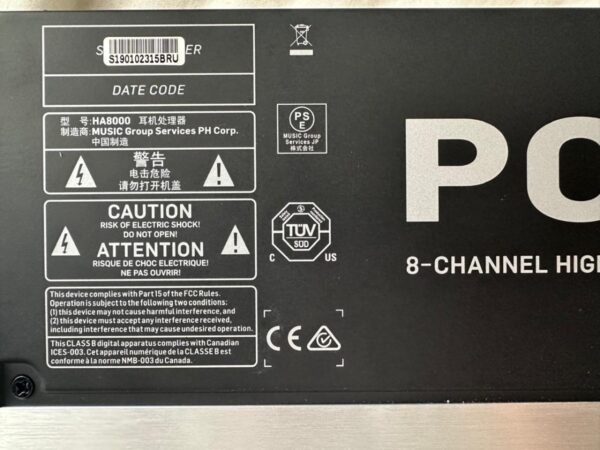 S190102315BRU
DATE CODE
型 号:HA8000 耳机处理器
制造商:MUSIC Group Services PH Corp.
中国制造
警告
电击危险
请勿打开机盖
CAUTION
RISK OF ELECTRIC SHOCK!
DO NOT OPEN!
ATTENTION
RISQUE DE CHOC ELECTRIQUE!
NE PAS OUVRIR!
This device complies with Part 15 of the FCC Rules.
Operation is subject to the following two conditions:
(1) this device may not cause harmful interference, and
(2) this device must accept any interference received,
including interference that may cause undesired operation.
This CLASS B digital apparatus complies with Canadian
ICES-003. Cet appareil numérique de la CLASSE B est
conforme à la norme NMB-003 du Canada.
PS
E
MUSIC Group
Services JP
株式会社
TÜV
SÜD
C US
CE
PO
8-CHANNEL HIGH